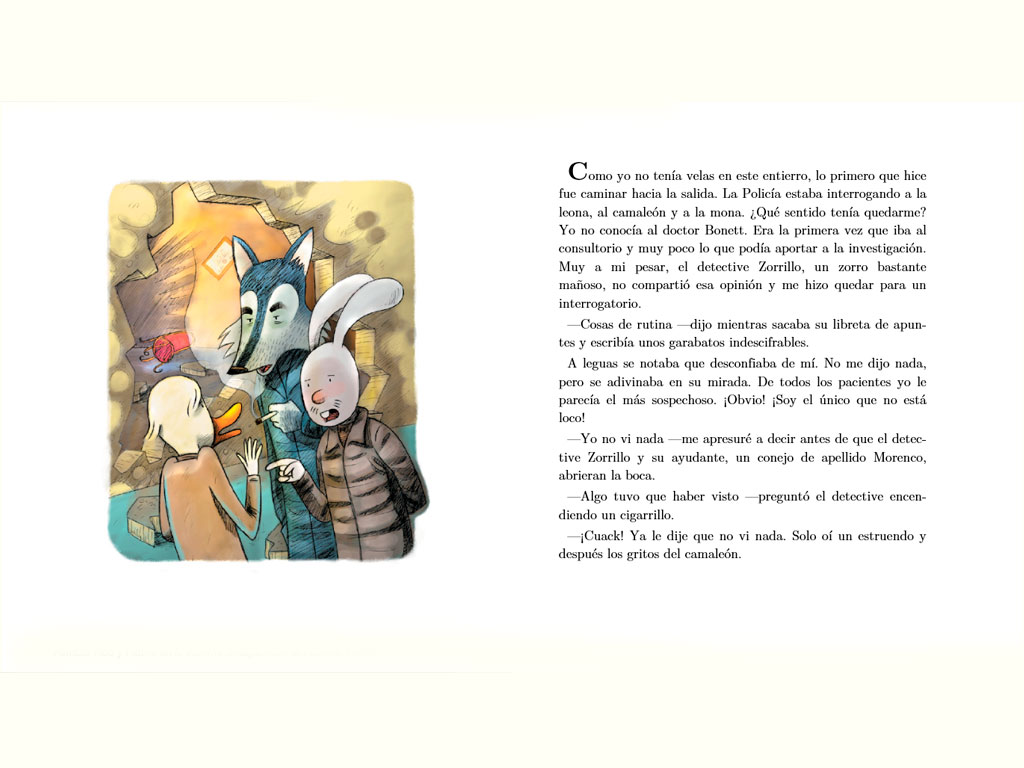 Como yo no tenía velas en este entierro, lo primero que hice
fue caminar hacia la salida. La Policía estaba interrogando a la
leona, al camaleón y a la mona. ¿Qué sentido tenía quedarme?
Yo no conocía al doctor Bonett. Era la primera vez que iba al
consultorio y muy poco lo que podía aportar a la investigación.
Muy a mi pesar, el detective Zorrillo, un zorro bastante
mañoso, no compartió esa opinión y me hizo quedar para un
interrogatorio.
—Cosas de rutina —dijo mientras sacaba su libreta de apun-
tes y escribía unos garabatos indescifrables.
A leguas se notaba que desconfiaba de mí. No me dijo nada,
pero se adivinaba en su mirada. De todos los pacientes yo le
parecía el más sospechoso. ¡Obvio! ¡Soy el único que no está
loco!
—Yo no vi nada —me apresuré a decir antes de que el detec-
tive Zorrillo y su ayudante, un conejo de apellido Morenco,
abrieran la boca.
—Algo tuvo que haber visto —preguntó el detective encen-
diendo un cigarrillo.
—¡Cuack! Ya le dije que no vi nada. Solo oí un estruendo y
después los gritos del camaleón.